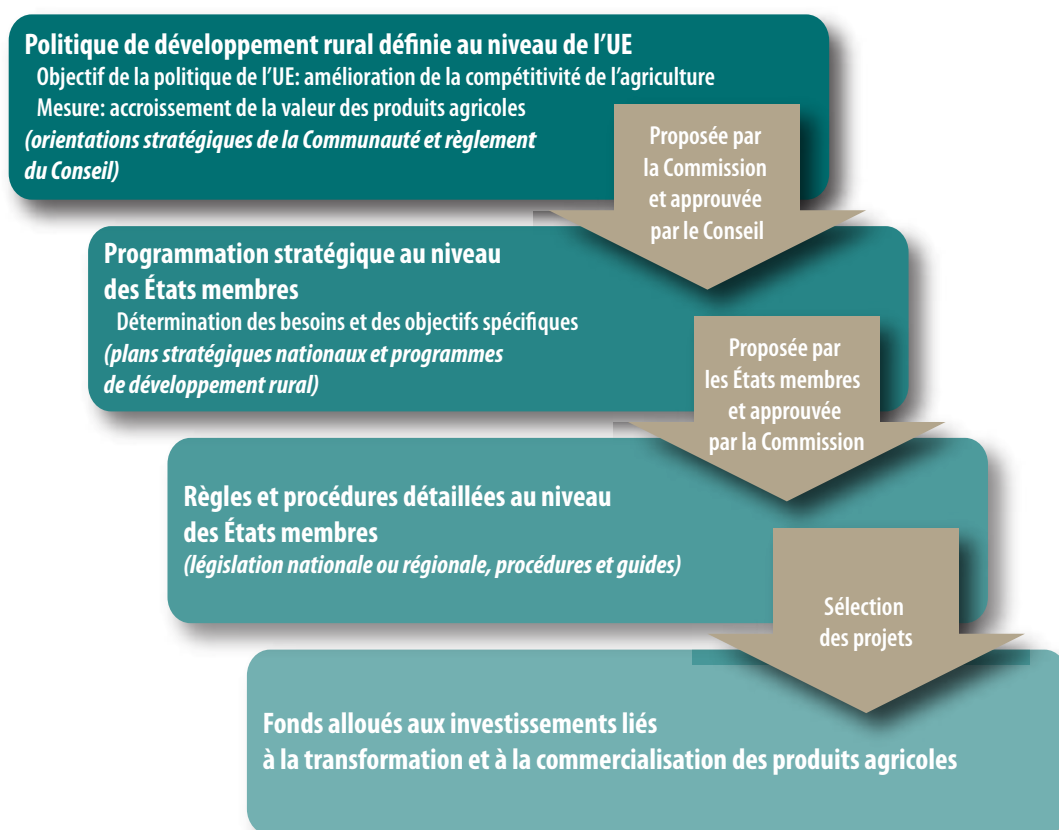 Politique de développement rural définie au niveau de l’UE
Objectif de la politique de l’UE: amélioration de la compétitivité de l’agriculture
Mesure: accroissement de la valeur des produits agricoles
(orientations stratégiques de la Communauté et règlement
du Conseil)
Proposée par
la Commission
et approuvée
par le Conseil
Programmation stratégique au niveau
des États membres
Détermination des besoins et des objectifs spécifiques
(plans stratégiques nationaux et programmes
de développement rural)
Proposée par
les États membres
et approuvée
par la Commission
Règles et procédures détaillées au niveau
des États membres
(législation nationale ou régionale, procédures et guides)
Sélection
des projets
Fonds alloués aux investissements liés
à la transformation et à la commercialisation des produits agricoles